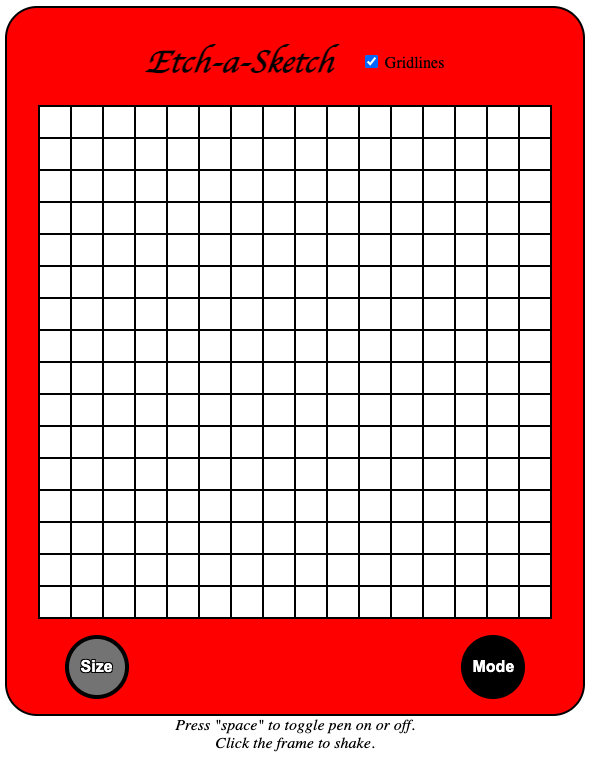 Etch-a-Sketch Gridlines
Size Mode
Press "space" to toggle pen on or off.
Click the frame to shake.